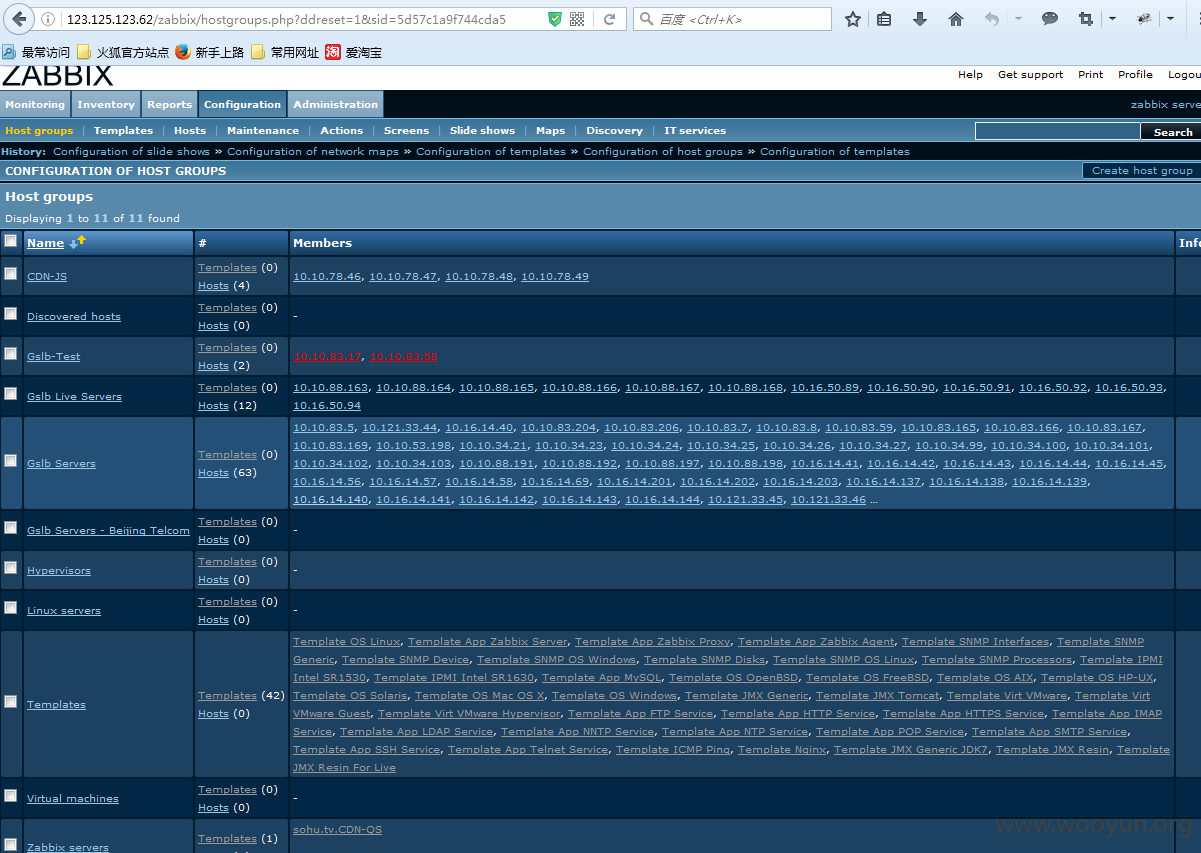 123.125.123.62/zabbix/hostgroups.php?ddreset=1&sid=5d57c1a9f744cda5
百度 <Ctrl+K>
最常访问 火狐官方站点 新手上路 常用网址 爱淘宝
ZABBIX
Help Get support Print Profile Logou
Monitoring Inventory Reports Configuration Administration
zabbix serve
Host groups | Templates | Hosts | Maintenance | Actions | Screens | Slide shows | Maps | Discovery | IT services
Search
History: Configuration of slide shows » Configuration of network maps » Configuration of templates » Configuration of host groups » Configuration of templates
CONFIGURATION OF HOST GROUPS
Create host group
Host groups
Displaying 1 to 11 of 11 found
Name # Members Info
CDN-JS
Templates (0)
Hosts (4)
10.10.78.46, 10.10.78.47, 10.10.78.48, 10.10.78.49
Discovered hosts
Templates (0)
Hosts (0)
-
Gslb-Test
Templates (0)
Hosts (2)
10.10.83.17, 10.10.83.58
Gslb Live Servers
Templates (0)
Hosts (12)
10.10.88.163, 10.10.88.164, 10.10.88.165, 10.10.88.166, 10.10.88.167, 10.10.88.168, 10.16.50.89, 10.16.50.90, 10.16.50.91, 10.16.50.92, 10.16.50.93,
10.16.50.94
Gslb Servers
Templates (0)
Hosts (63)
10.10.83.5, 10.121.33.44, 10.16.14.40, 10.10.83.204, 10.10.83.206, 10.10.83.7, 10.10.83.8, 10.10.83.59, 10.10.83.165, 10.10.83.166, 10.10.83.167,
10.10.83.169, 10.10.53.198, 10.10.34.21, 10.10.34.23, 10.10.34.24, 10.10.34.25, 10.10.34.26, 10.10.34.27, 10.10.34.99, 10.10.34.100, 10.10.34.101,
10.10.34.102, 10.10.34.103, 10.10.88.191, 10.10.88.192, 10.10.88.197, 10.10.88.198, 10.16.14.41, 10.16.14.42, 10.16.14.43, 10.16.14.44, 10.16.14.45,
10.16.14.56, 10.16.14.57, 10.16.14.58, 10.16.14.69, 10.16.14.201, 10.16.14.202, 10.16.14.203, 10.16.14.137, 10.16.14.138, 10.16.14.139,
10.16.14.140, 10.16.14.141, 10.16.14.142, 10.16.14.143, 10.16.14.144, 10.121.33.45, 10.121.33.46 ...
Gslb Servers - Beijing Telcom
Templates (0)
Hosts (0)
-
Hypervisors
Templates (0)
Hosts (0)
-
Linux servers
Templates (0)
Hosts (0)
-
Templates
Templates (42)
Hosts (0)
Template OS Linux, Template App Zabbix Server, Template App Zabbix Proxy, Template App Zabbix Agent, Template SNMP Interfaces, Template SNMP
Generic, Template SNMP Device, Template SNMP OS Windows, Template SNMP Disks, Template SNMP OS Linux, Template SNMP Processors, Template IPMI
Intel SR1530, Template IPMI Intel SR1630, Template App MySQL, Template OS OpenBSD, Template OS FreeBSD, Template OS AIX, Template OS HP-UX,
Template OS Solaris, Template OS Mac OS X, Template OS Windows, Template JMX Generic, Template JMX Tomcat, Template Virt VMware, Template Virt
VMware Guest, Template Virt VMware Hypervisor, Template App FTP Service, Template App HTTP Service, Template App HTTPS Service, Template App IMAP
Service, Template App LDAP Service, Template App NNTP Service, Template App NTP Service, Template App POP Service, Template App SMTP Service,
Template App SSH Service, Template App Telnet Service, Template ICMP Ping, Template Nginx, Template JMX Generic JDK7, Template JMX Resin, Template
JMX Resin For Live
Virtual machines
Templates (0)
Hosts (0)
-
Zabbix servers
Templates (1)
sohu.tv.CDN-QS
www.wooyun.org